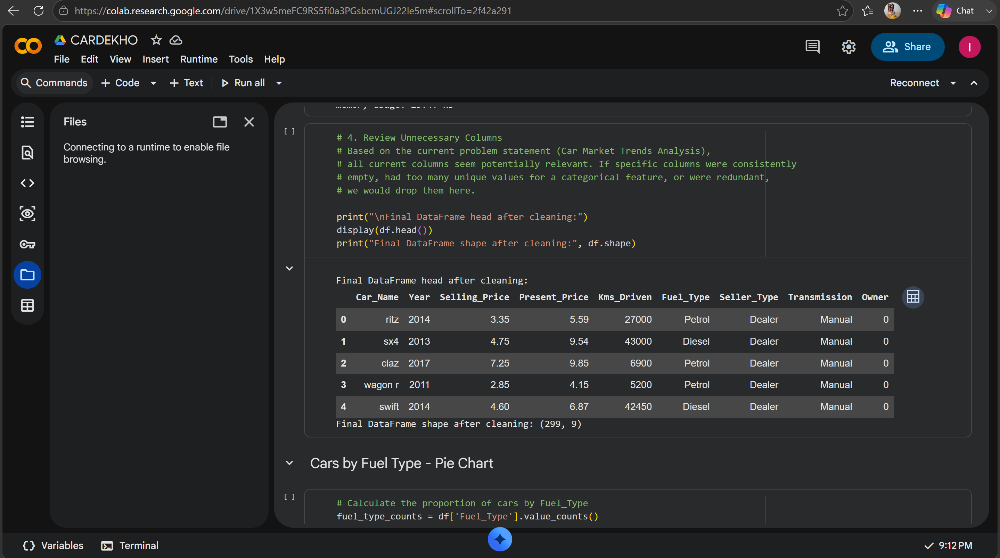 https://colab.research.google.com/drive/1X3w5meFC9RS5fi0a3PGsbcmUGJ22le5m#scrollTo=2f42a291
Chat
CARDEKHO
File Edit View Insert Runtime Tools Help
Share
I
Commands + Code + Text Run all
Reconnect
Files
Connecting to a runtime to enable file
browsing.
[ ]
# 4. Review Unnecessary Columns
# Based on the current problem statement (Car Market Trends Analysis),
# all current columns seem potentially relevant. If specific columns were consistently
# empty, had too many unique values for a categorical feature, or were redundant,
# we would drop them here.
print("\nFinal DataFrame head after cleaning:")
display(df.head())
print("Final DataFrame shape after cleaning:", df.shape)
Final DataFrame head after cleaning:
Car_Name Year Selling_Price Present_Price Kms_Driven Fuel_Type Seller_Type Transmission Owner
0 ritz 2014 3.35 5.59 27000 Petrol Dealer Manual 0
1 sx4 2013 4.75 9.54 43000 Diesel Dealer Manual 0
2 ciaz 2017 7.25 9.85 6900 Petrol Dealer Manual 0
3 wagon r 2011 2.85 4.15 5200 Petrol Dealer Manual 0
4 swift 2014 4.60 6.87 42450 Diesel Dealer Manual 0
Final DataFrame shape after cleaning: (299, 9)
Cars by Fuel Type - Pie Chart
[ ]
# Calculate the proportion of cars by Fuel_Type
fuel_type_counts = df['Fuel_Type'].value_counts()
Variables Terminal
9:12 PM